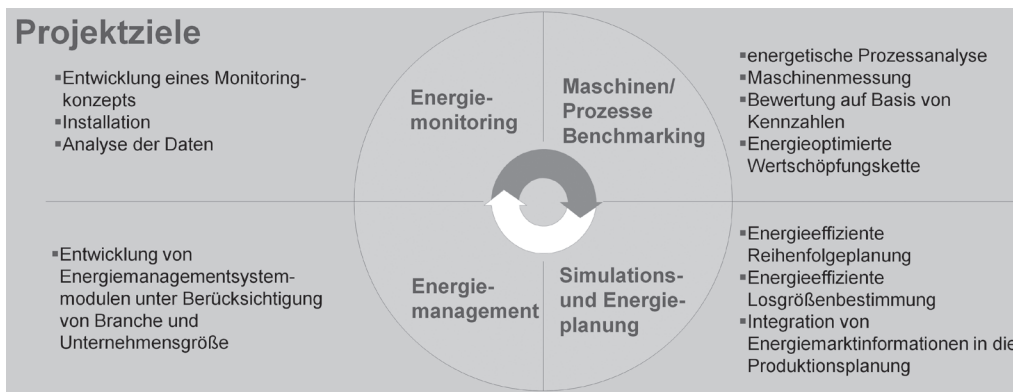 Projektziele
▪Entwicklung eines Monitoring-
konzepts
▪Installation
▪Analyse der Daten
Energie-
monitoring
Maschinen/
Prozesse
Benchmarking
▪energetische Prozessanalyse
▪Maschinenmessung
▪Bewertung auf Basis von
Kennzahlen
▪Energieoptimierte
Wertschöpfungskette
▪Entwicklung von
Energiemanagementsystem-
modulen unter Berücksichtigung
von Branche und
Unternehmensgröße
Energie-
management
Simulations-
und Energie-
planung
▪Energieeffiziente
Reihenfolgeplanung
▪Energieeffiziente
Losgrößenbestimmung
▪Integration von
Energiemarktinformationen in die
Produktionsplanung